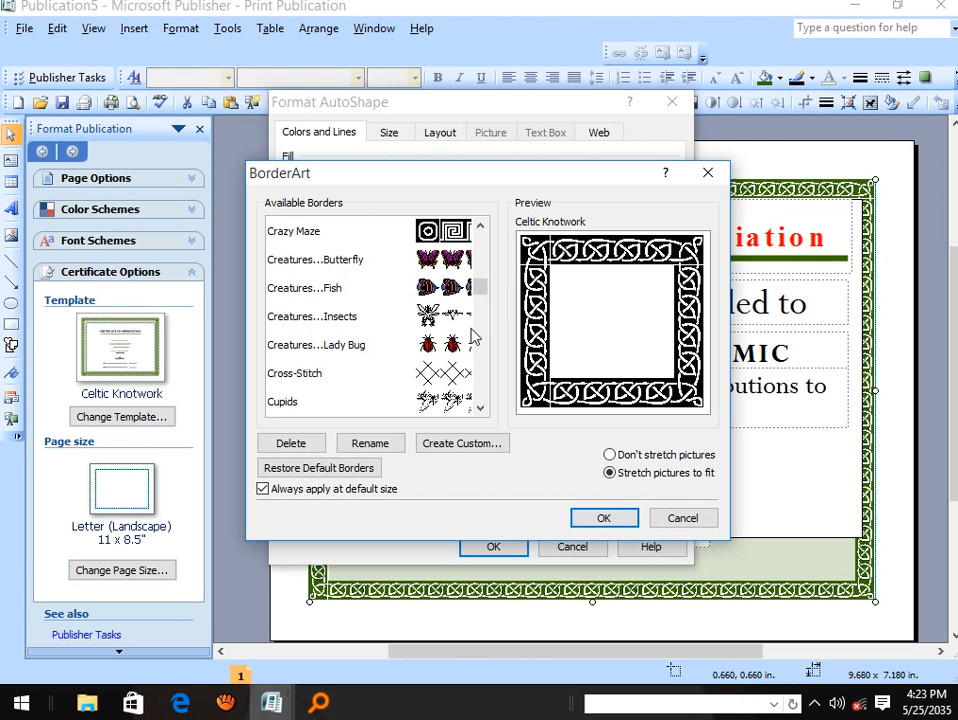 Publication5 - Microsoft Publisher - Print Publication
File Edit View Insert Format Tools Table Arrange Window Help
Type a question for help
Publisher Tasks
B I U
Format Publication
Page Options
Color Schemes
Font Schemes
Certificate Options
Template
Celtic Knotwork
Change Template...
Page size
Letter (Landscape)
11 x 8.5"
Change Page Size...
See also
Publisher Tasks
Format AutoShape
? ×
Colors and Lines Size Layout Picture Text Box Web
Fill
OK Cancel Help
BorderArt
? ×
Available Borders
Crazy Maze
Creatures...Butterfly
Creatures...Fish
Creatures...Insects
Creatures...Lady Bug
Cross-Stitch
Cupids
Delete Rename Create Custom...
Restore Default Borders
Always apply at default size
Preview
Celtic Knotwork
Don't stretch pictures
Stretch pictures to fit
OK Cancel
iation
led to
MIC
butions to
1
0.660, 0.660 in.
9.680 x 7.180 in.
4:23 PM
5/25/2035